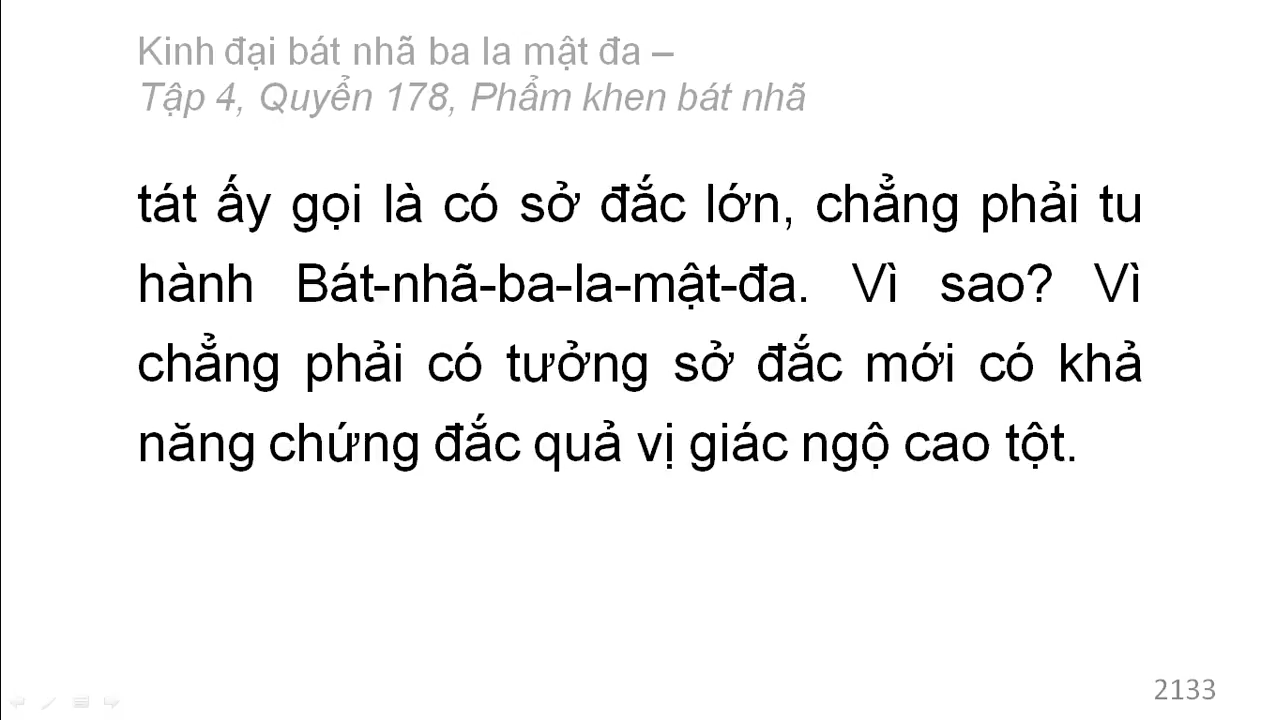 Kinh đại bát nhã ba la mật đa –
Tập 4, Quyển 178, Phẩm khen bát nhã
tát ấy gọi là có sở đắc lớn, chẳng phải tu
hành Bát-nhã-ba-la-mật-đa. Vì sao? Vì
chẳng phải có tưởng sở đắc mới có khả
năng chứng đắc quả vị giác ngộ cao tột.
2133